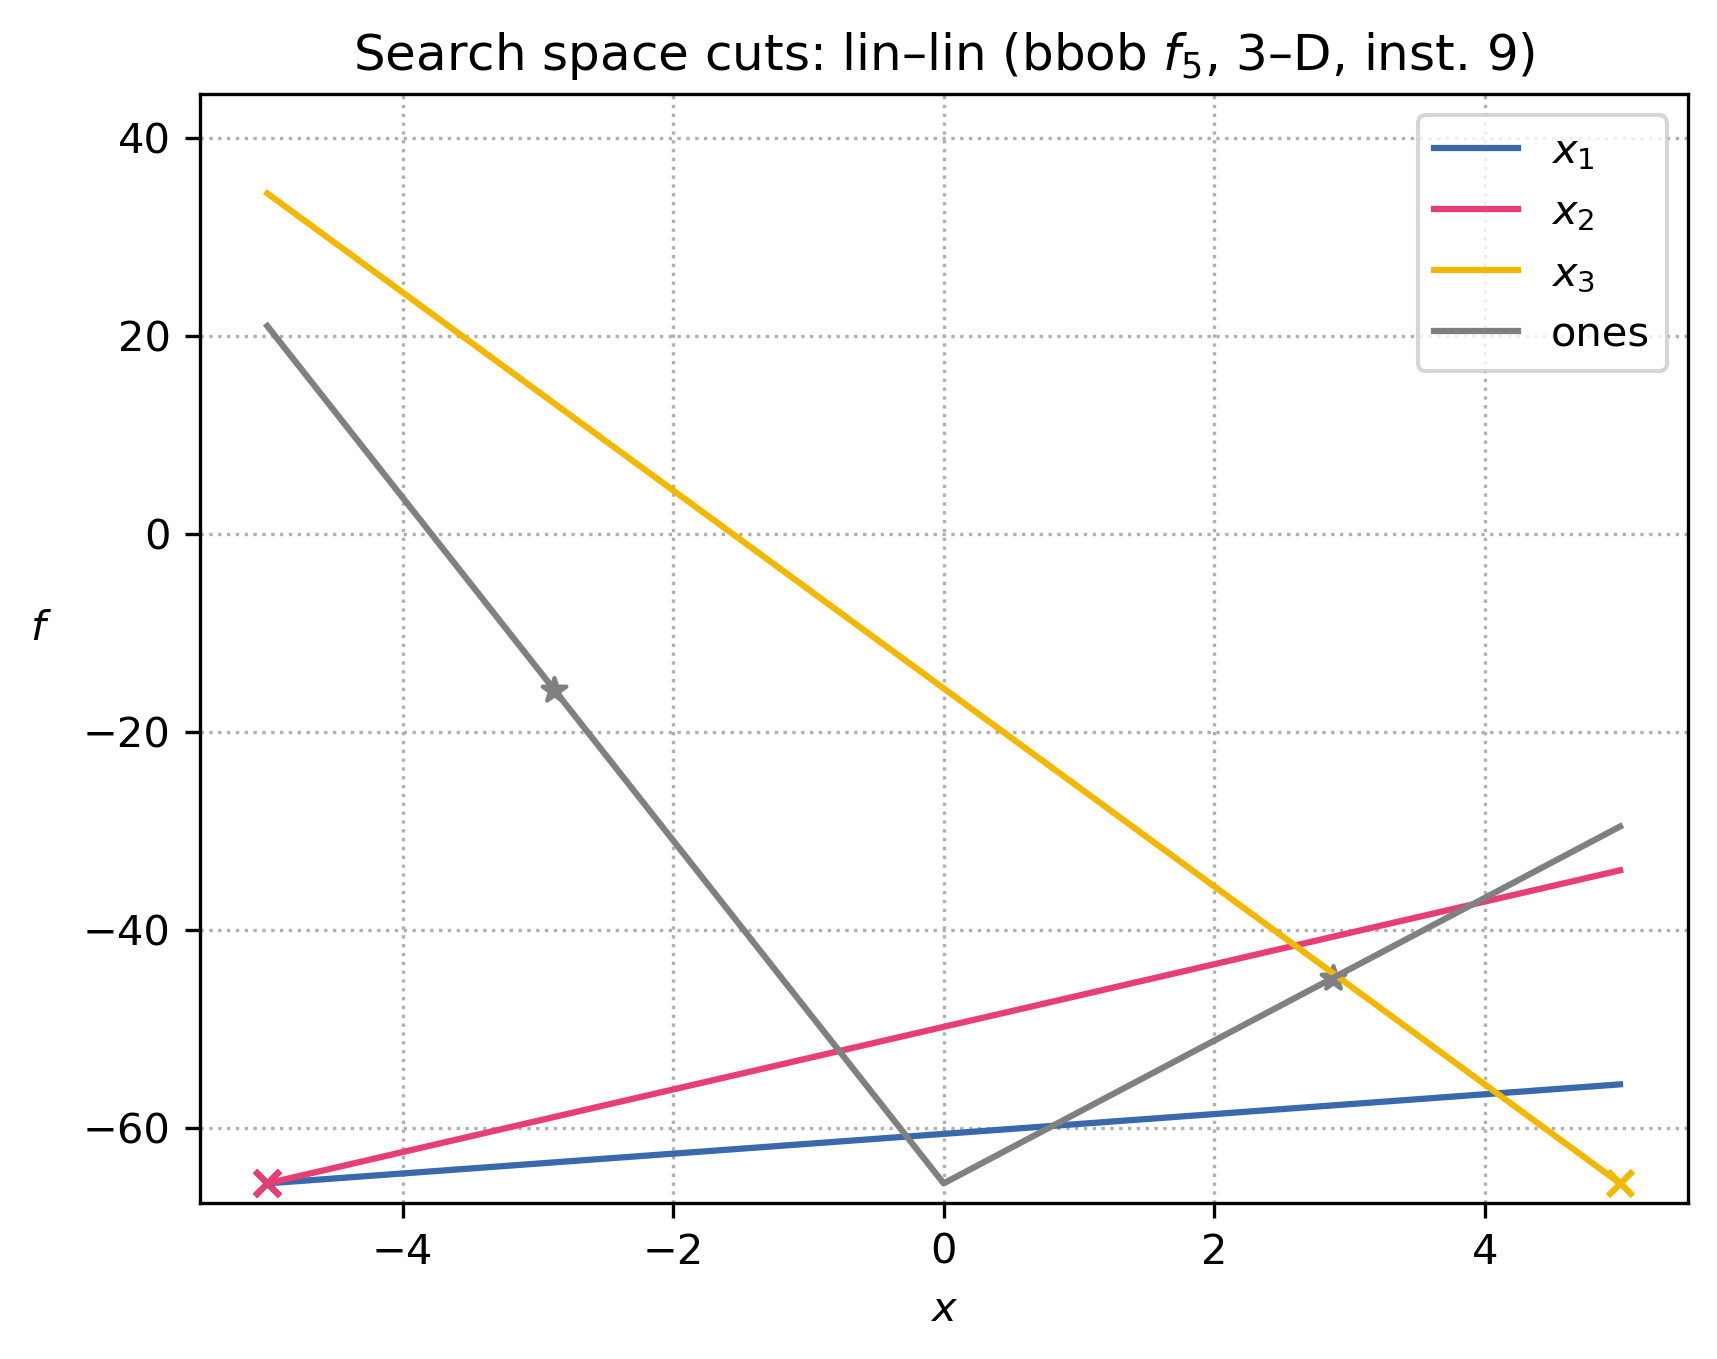 Search space cuts: lin–lin (bbob f₅, 3–D, inst. 9)
x₁
x₂
x₃
ones
40
20
0
−20
−40
−60
f
−4 −2 0 2 4
x